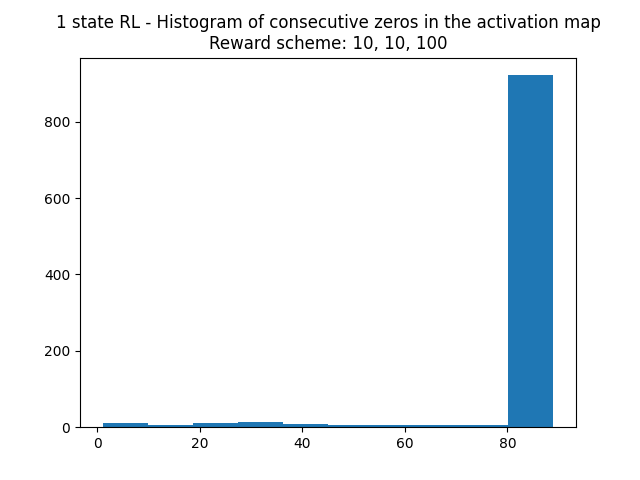 1 state RL - Histogram of consecutive zeros in the activation map
Reward scheme: 10, 10, 100
800
600
400
200
0
0 20 40 60 80